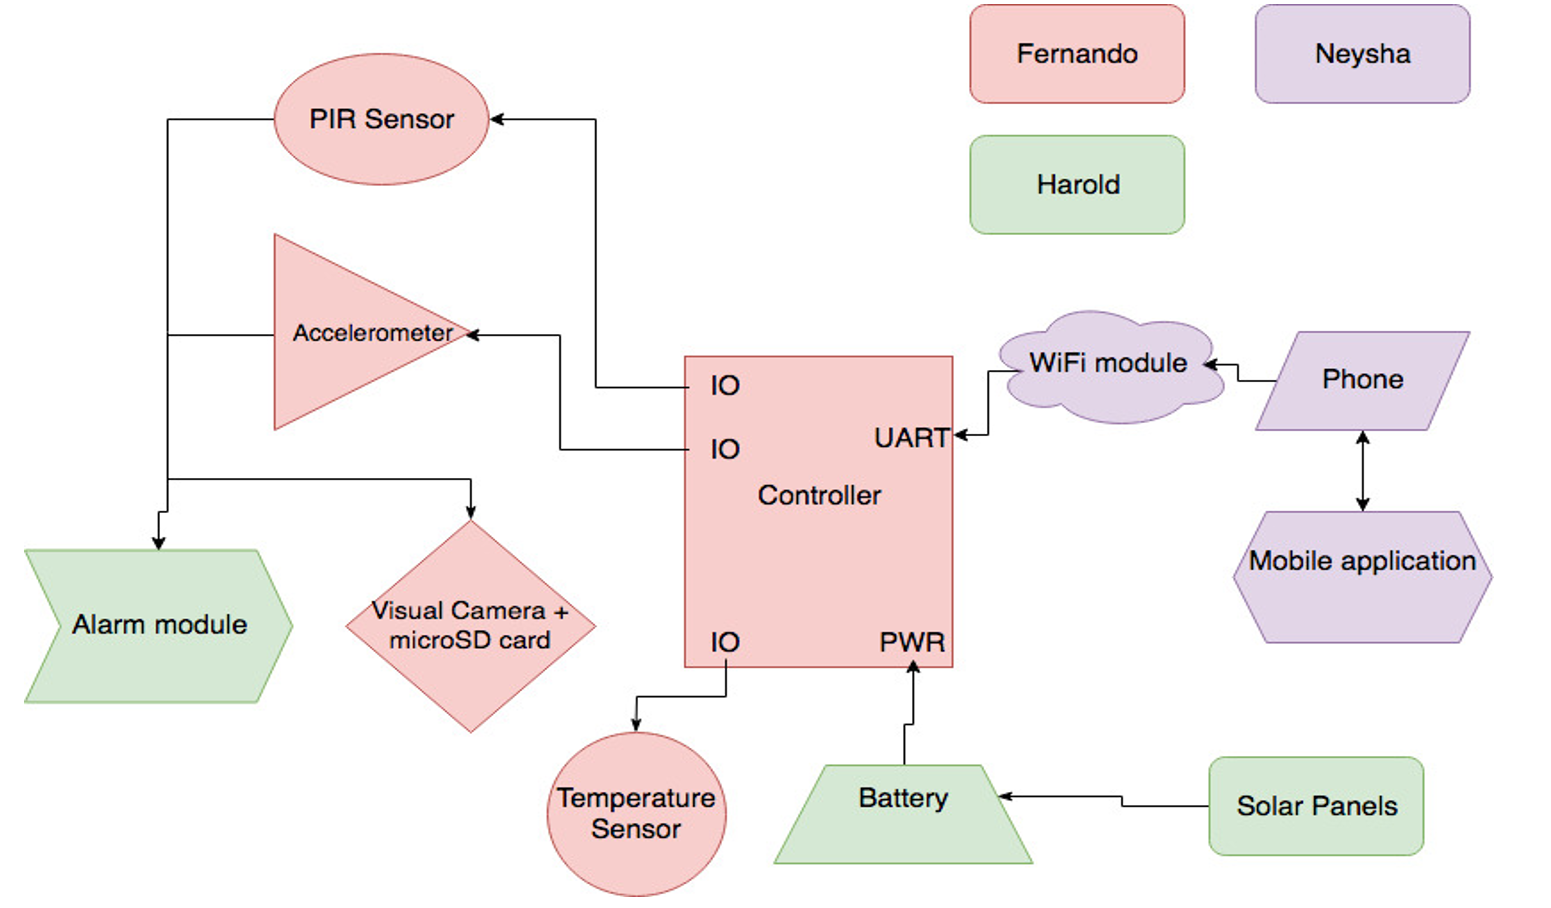 Fernando
Neysha
PIR Sensor
Harold
Accelerometer
WiFi module
Phone
IO
UART
IO
Controller
Mobile application
Alarm module
Visual Camera +
microSD card
IO
PWR
Temperature
Sensor
Battery
Solar Panels